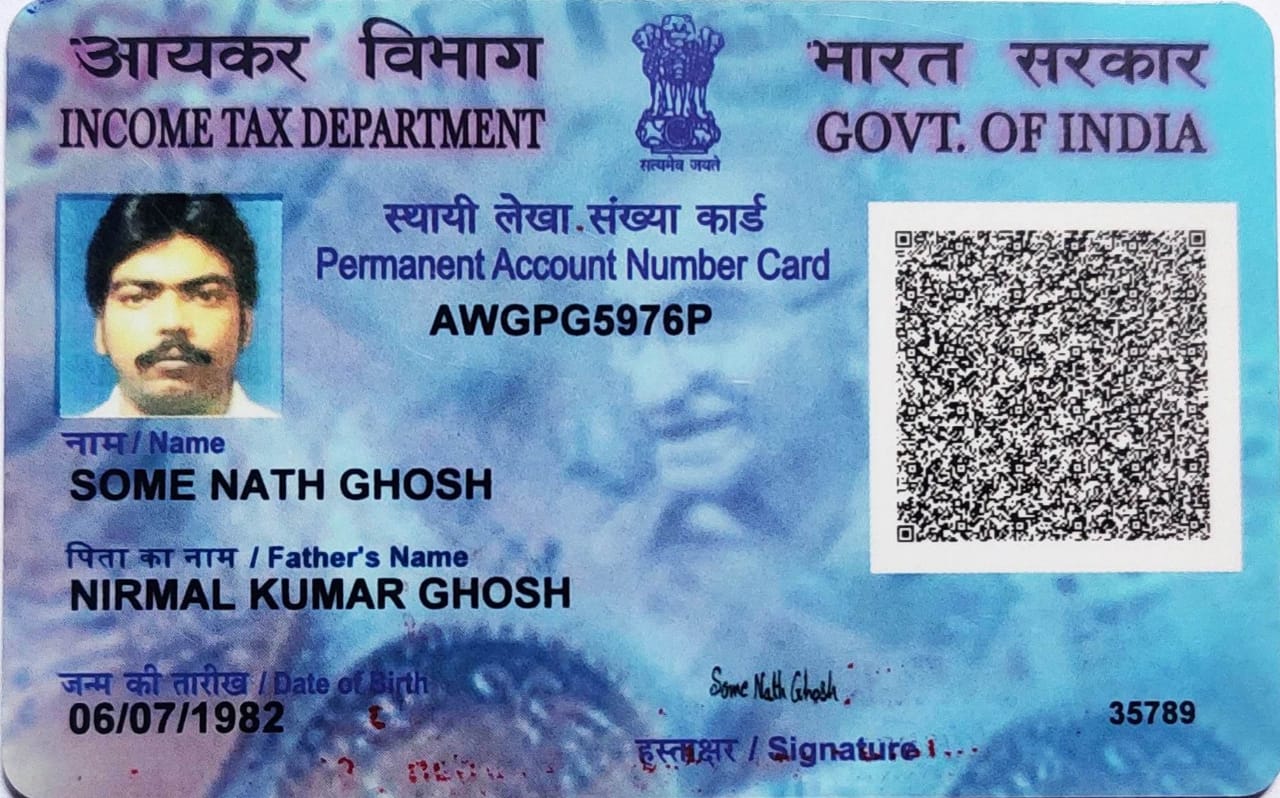 आयकर विभाग
INCOME TAX DEPARTMENT
सत्यमेव जयते
भारत सरकार
GOVT. OF INDIA
स्थायी लेखा संख्या कार्ड
Permanent Account Number Card
AWGPG5976P
नाम / Name
SOME NATH GHOSH
पिता का नाम / Father's Name
NIRMAL KUMAR GHOSH
जन्म की तारीख / Date of Birth
06/07/1982
Some Nath Ghosh
हस्ताक्षर / Signature
35789